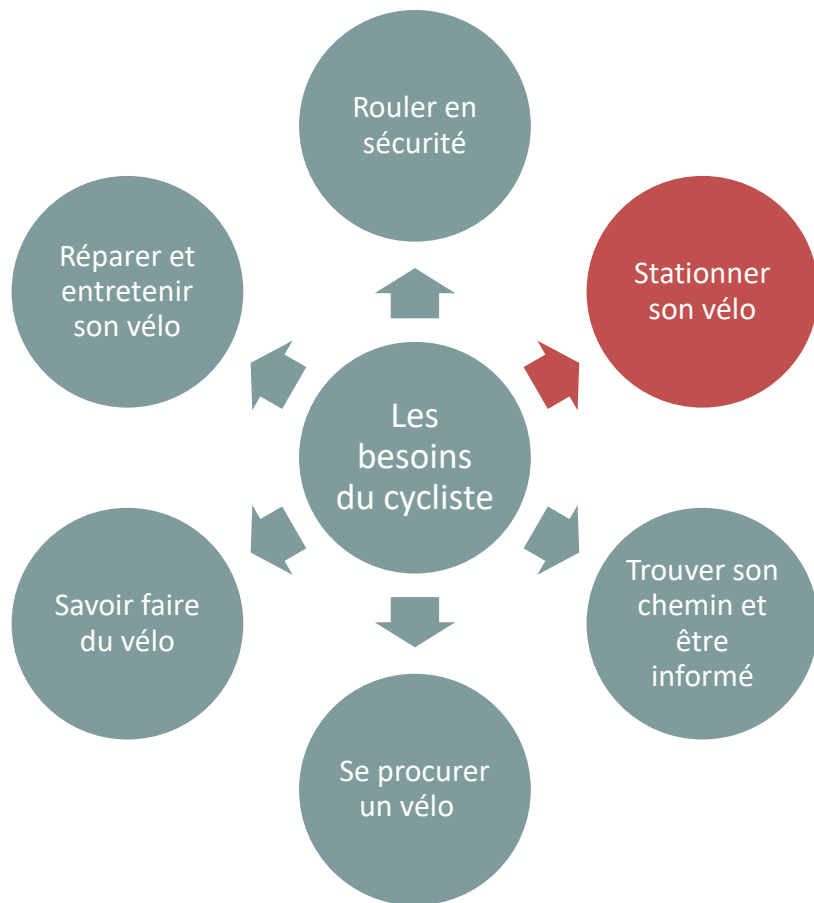 Rouler en
sécurité
Stationner
son vélo
Trouver son
chemin et
être
informé
Se procurer
un vélo
Savoir faire
du vélo
Réparer et
entretenir
son vélo
Les
besoins
du cycliste